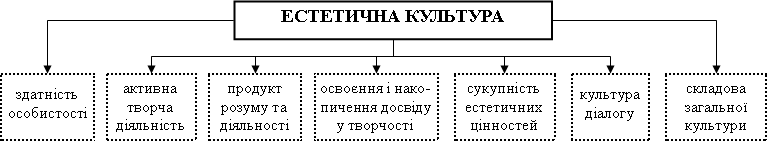 ЕСТЕТИЧНА КУЛЬТУРА
здатність
особистості
активна
творча
діяльність
продукт
розуму та
діяльності
освоєння і нако-
пичення досвіду
у творчості
сукупність
естетичних
цінностей
культура
діалогу
складова
загальної
культури